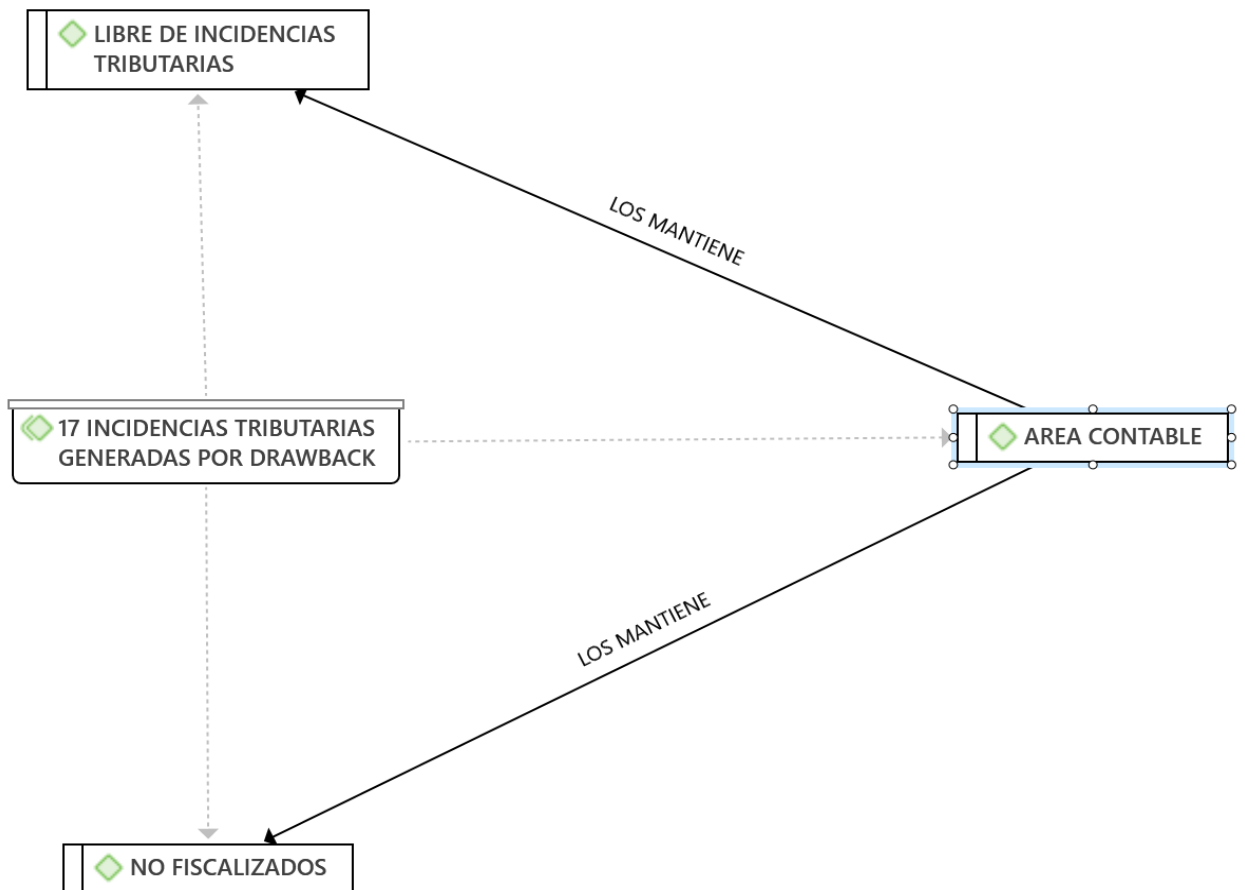 LIBRE DE INCIDENCIAS
TRIBUTARIAS
LOS MANTIENE
17 INCIDENCIAS TRIBUTARIAS
GENERADAS POR DRAWBACK
AREA CONTABLE
LOS MANTIENE
NO FISCALIZADOS